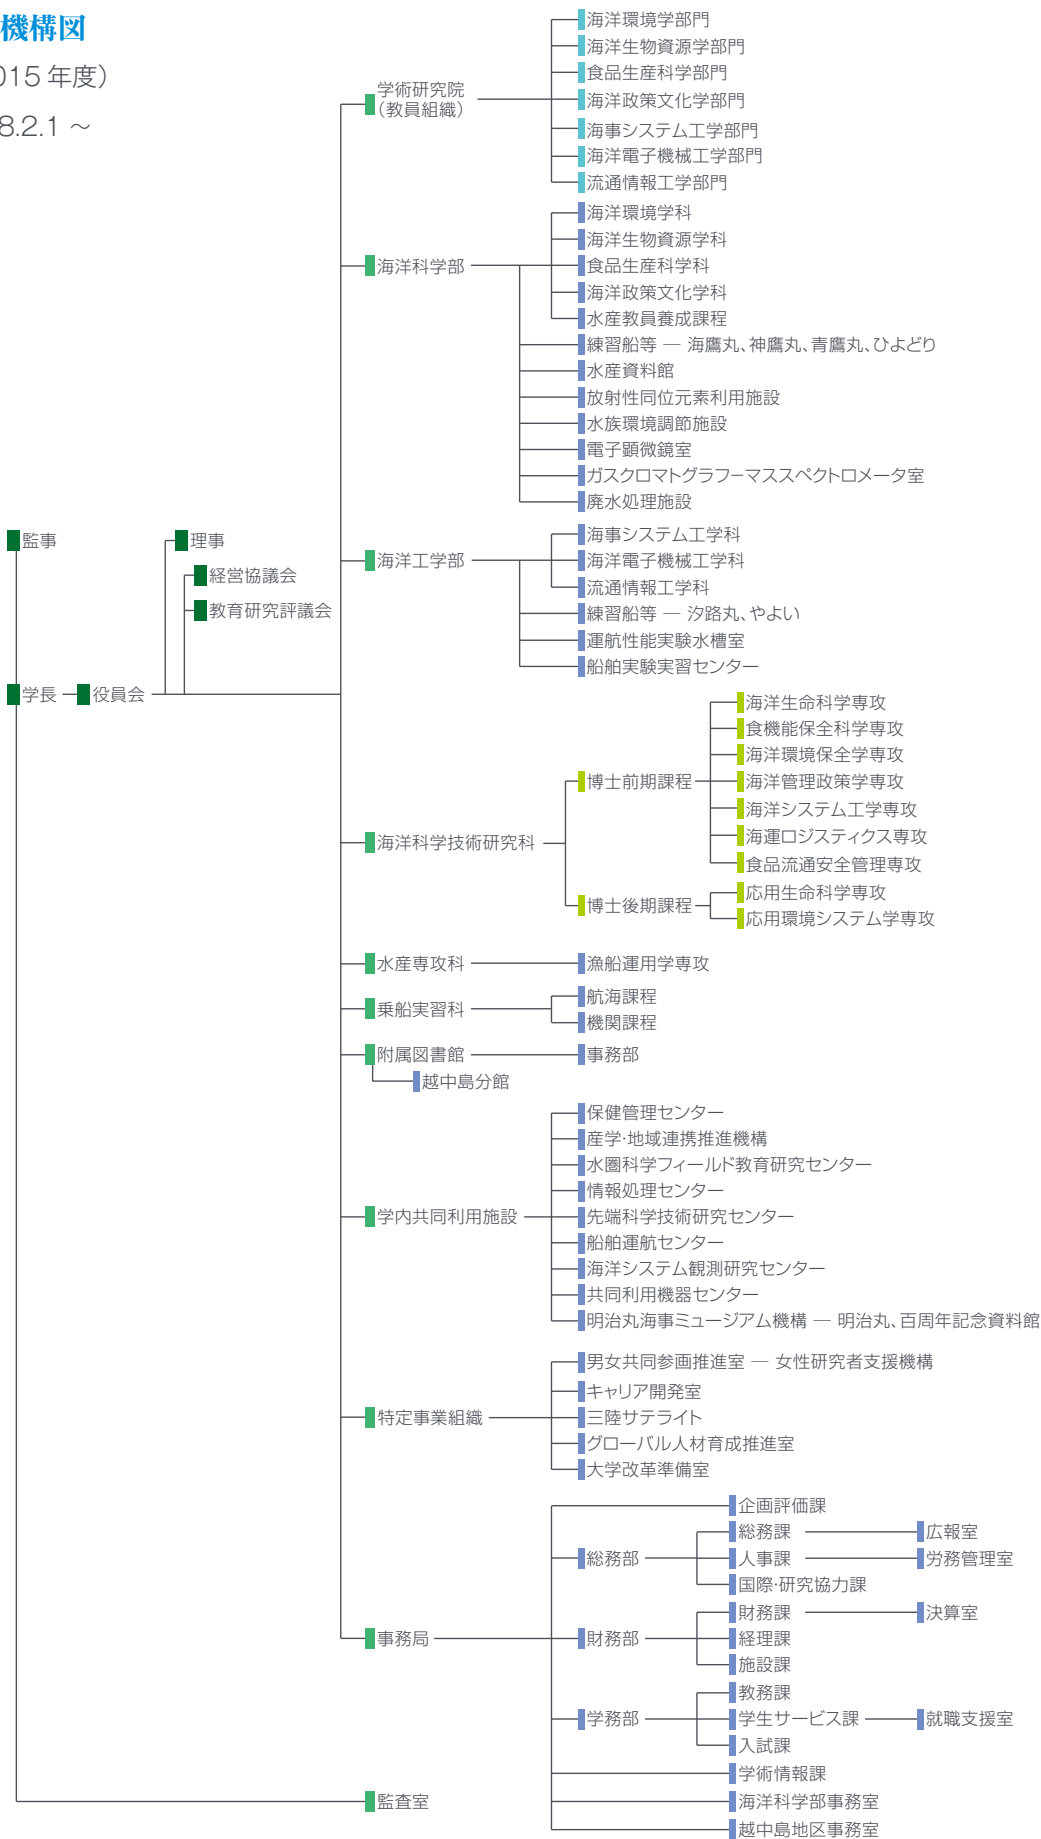 機構図
015 年度）
8.2.1 ～
監事
学長
役員会
理事
経営協議会
教育研究評議会
学術研究院
（教員組織）
海洋環境学部門
海洋生物資源学部門
食品生産科学部門
海洋政策文化学部門
海事システム工学部門
海洋電子機械工学部門
流通情報工学部門
海洋科学部
海洋環境学科
海洋生物資源学科
食品生産科学科
海洋政策文化学科
水産教員養成課程
練習船等 ― 海鷹丸、神鷹丸、青鷹丸、ひよどり
水産資料館
放射性同位元素利用施設
水族環境調節施設
電子顕微鏡室
ガスクロマトグラフーマススペクトロメータ室
廃水処理施設
海洋工学部
海事システム工学科
海洋電子機械工学科
流通情報工学科
練習船等 ― 汐路丸、やよい
運航性能実験水槽室
船舶実験実習センター
海洋科学技術研究科
博士前期課程
海洋生命科学専攻
食機能保全科学専攻
海洋環境保全学専攻
海洋管理政策学専攻
海洋システム工学専攻
海運ロジスティクス専攻
食品流通安全管理専攻
博士後期課程
応用生命科学専攻
応用環境システム学専攻
水産専攻科
漁船運用学専攻
乗船実習科
航海課程
機関課程
附属図書館
事務部
越中島分館
学内共同利用施設
保健管理センター
産学・地域連携推進機構
水圏科学フィールド教育研究センター
情報処理センター
先端科学技術研究センター
船舶運航センター
海洋システム観測研究センター
共同利用機器センター
明治丸海事ミュージアム機構 ― 明治丸、百周年記念資料館
特定事業組織
男女共同参画推進室 ― 女性研究者支援機構
キャリア開発室
三陸サテライト
グローバル人材育成推進室
大学改革準備室
事務局
企画評価課
総務部
総務課
広報室
人事課
労務管理室
国際・研究協力課
財務部
財務課
決算室
経理課
施設課
学務部
教務課
学生サービス課
就職支援室
入試課
学術情報課
海洋科学部事務室
越中島地区事務室
監査室